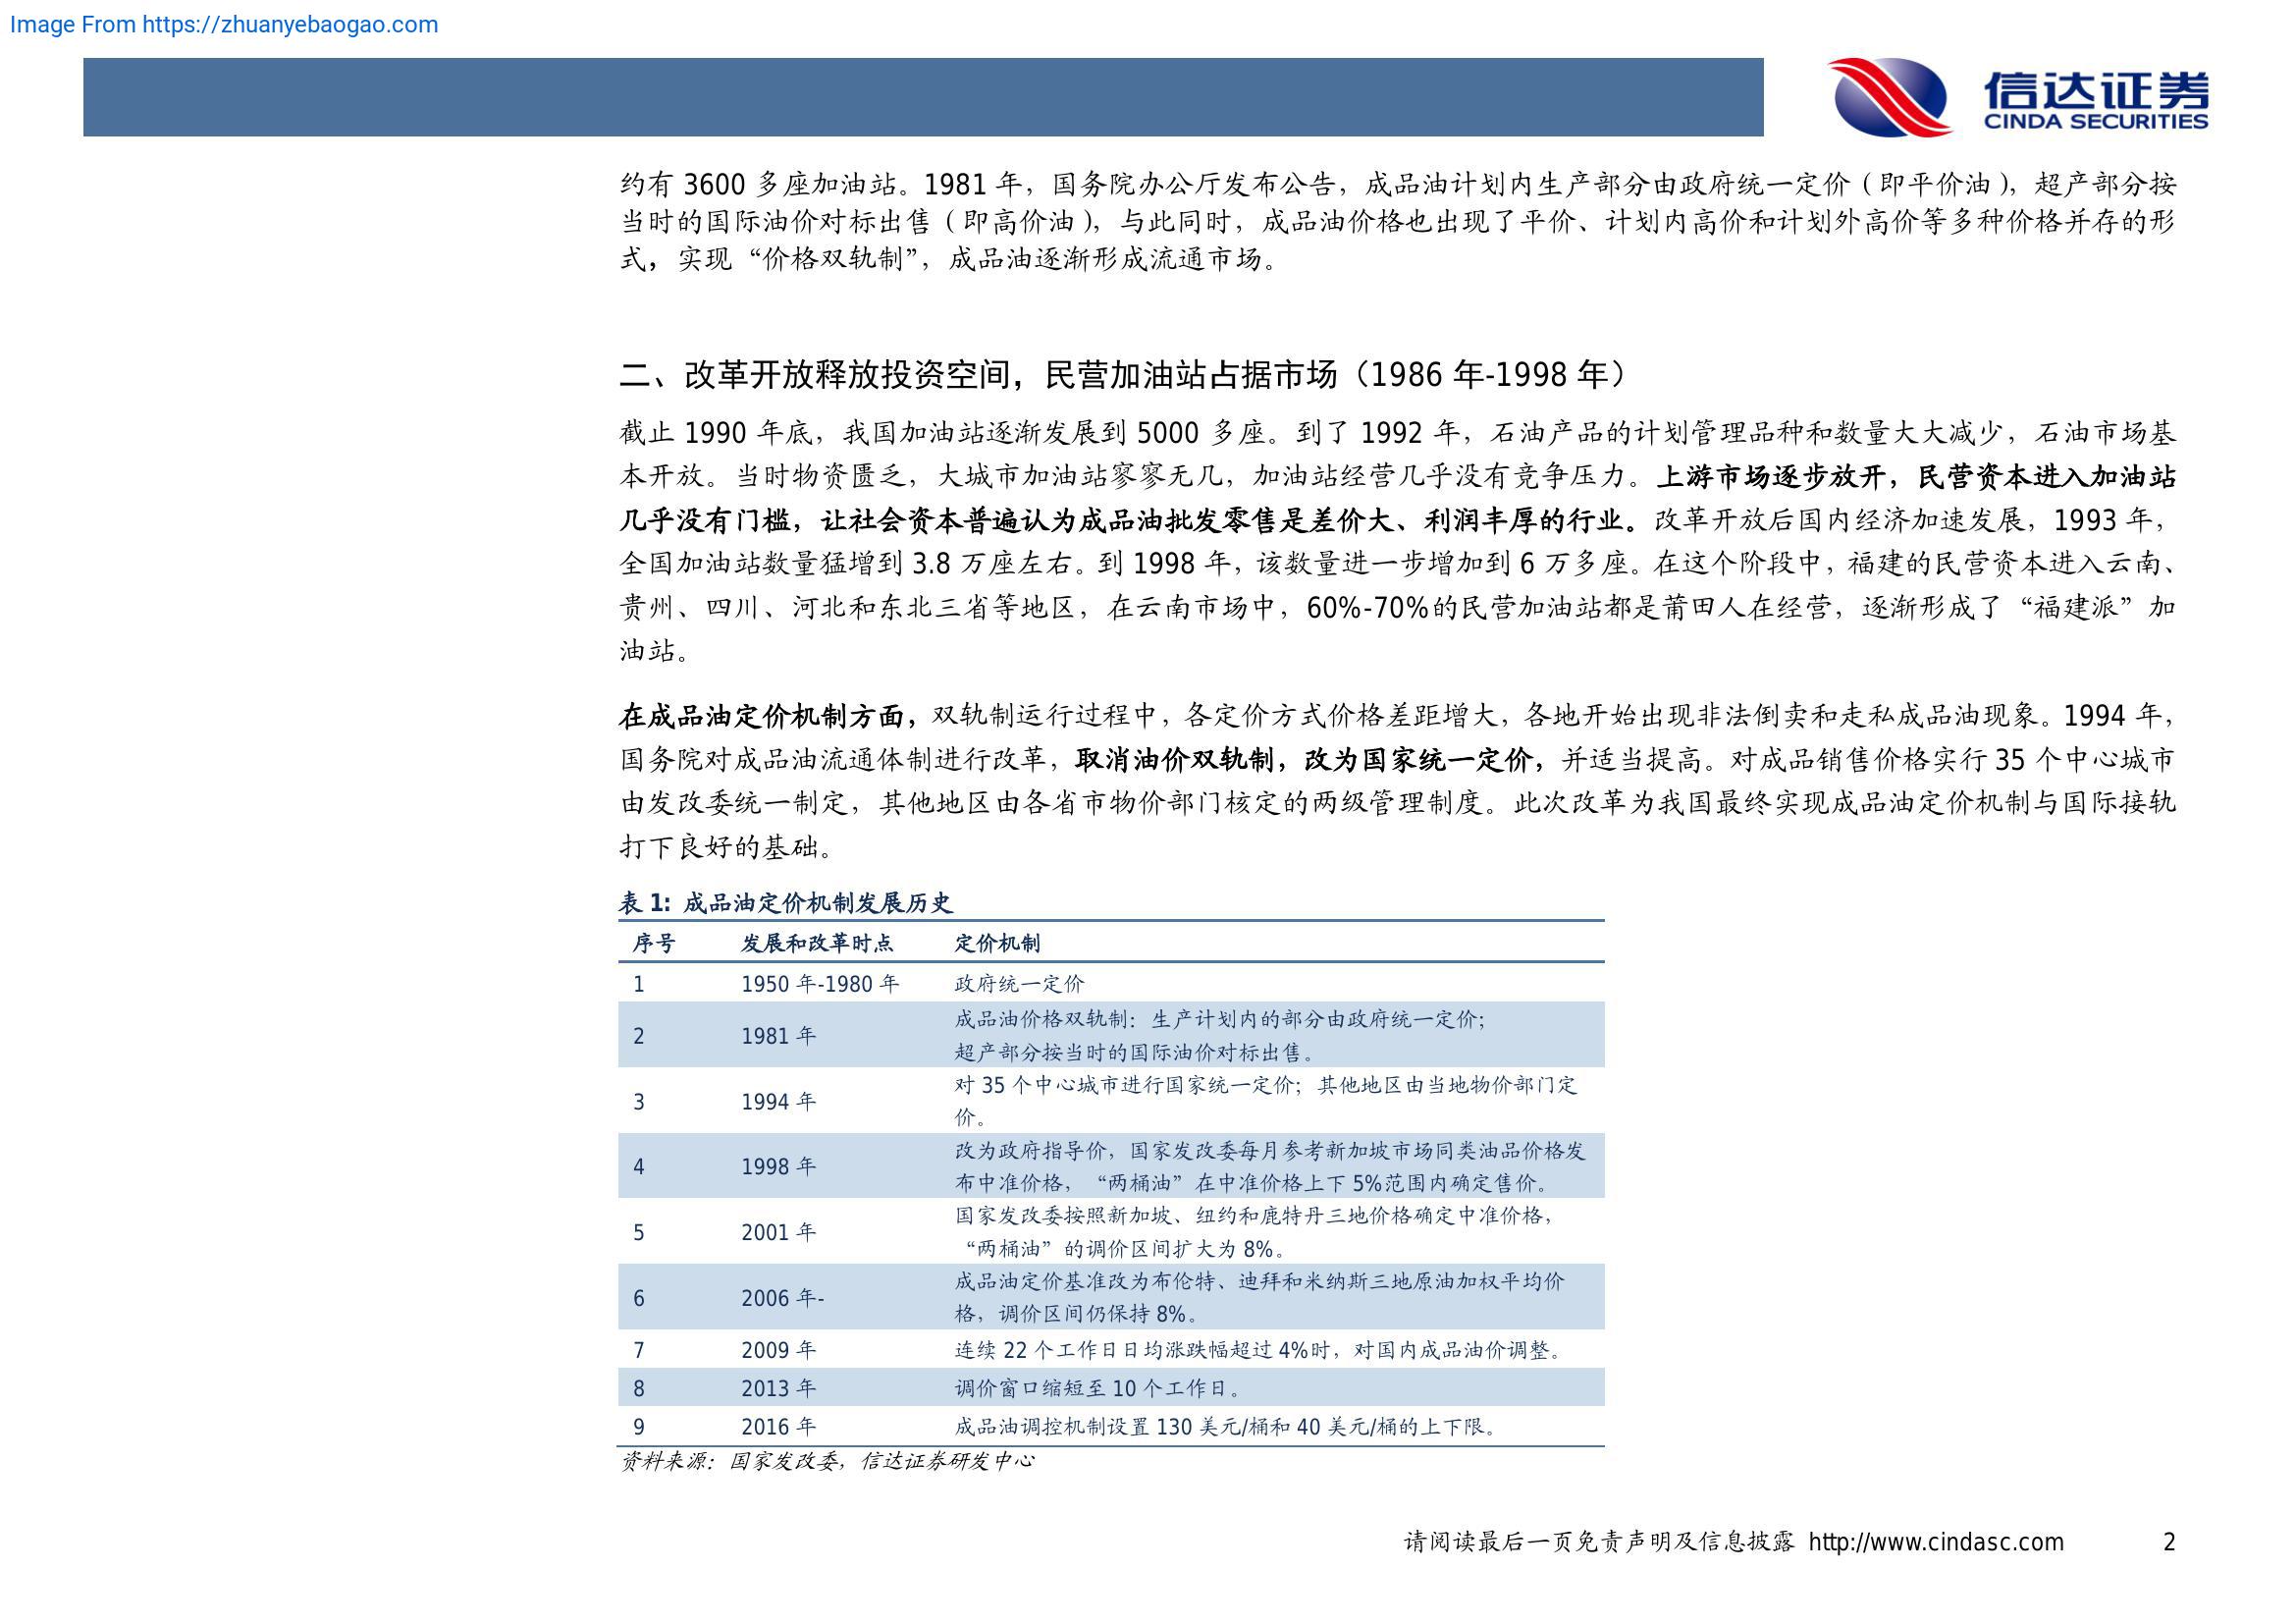 Image From https://zhuanyebaogao.com
信达证券
CINDA SECURITIES
约有 3600 多座加油站。1981 年，国务院办公厅发布公告，成品油计划内生产部分由政府统一定价（即平价油），超产部分按
当时的国际油价对标出售（即高价油），与此同时，成品油价格也出现了平价、计划内高价和计划外高价等多种价格并存的形
式，实现“价格双轨制”，成品油逐渐形成流通市场。
二、改革开放释放投资空间，民营加油站占据市场（1986 年-1998 年）
截止 1990 年底，我国加油站逐渐发展到 5000 多座。到了 1992 年，石油产品的计划管理品种和数量大大减少，石油市场基
本开放。当时物资匮乏，大城市加油站寥寥无几，加油站经营几乎没有竞争压力。上游市场逐步放开，民营资本进入加油站
几乎没有门槛，让社会资本普遍认为成品油批发零售是差价大、利润丰厚的行业。改革开放后国内经济加速发展，1993 年，
全国加油站数量猛增到 3.8 万座左右。到 1998 年，该数量进一步增加到 6 万多座。在这个阶段中，福建的民营资本进入云南、
贵州、四川、河北和东北三省等地区，在云南市场中，60%-70%的民营加油站都是莆田人在经营，逐渐形成了“福建派”加
油站。
在成品油定价机制方面，双轨制运行过程中，各定价方式价格差距增大，各地开始出现非法倒卖和走私成品油现象。1994 年，
国务院对成品油流通体制进行改革，取消油价双轨制，改为国家统一定价，并适当提高。对成品销售价格实行 35 个中心城市
由发改委统一制定，其他地区由各省市物价部门核定的两级管理制度。此次改革为我国最终实现成品油定价机制与国际接轨
打下良好的基础。
表 1: 成品油定价机制发展历史
序号 发展和改革时点 定价机制
1 1950 年-1980 年 政府统一定价
成品油价格双轨制：生产计划内的部分由政府统一定价；
2 1981 年
超产部分按当时的国际油价对标出售。
对 35 个中心城市进行国家统一定价；其他地区由当地物价部门定
3 1994 年
价。
改为政府指导价，国家发改委每月参考新加坡市场同类油品价格发
4 1998 年
布中准价格，“两桶油”在中准价格上下 5%范围内确定售价。
国家发改委按照新加坡、纽约和鹿特丹三地价格确定中准价格，
5 2001 年
“两桶油”的调价区间扩大为 8%。
成品油定价基准改为布伦特、迪拜和米纳斯三地原油加权平均价
6 2006 年-
格，调价区间仍保持 8%。
7 2009 年 连续 22 个工作日日均涨跌幅超过 4%时，对国内成品油价调整。
8 2013 年 调价窗口缩短至 10 个工作日。
9 2016 年 成品油调控机制设置 130 美元/桶和 40 美元/桶的上下限。
资料来源：国家发改委，信达证券研发中心
请阅读最后一页免责声明及信息披露 http://www.cindasc.com 2